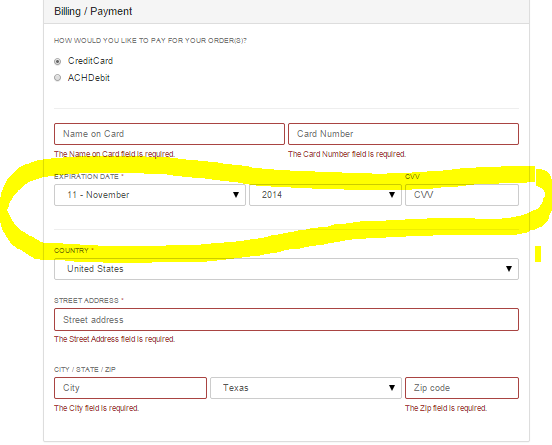 Billing / Payment
HOW WOULD YOU LIKE TO PAY FOR YOUR ORDER(S)?
CreditCard
ACHDebit
Name on Card Card Number
The Name on Card field is required. The Card Number field is required.
EXPIRATION DATE * CVV
11 - November 2014 CVV
COUNTRY *
United States
STREET ADDRESS *
Street address
The Street Address field is required.
CITY / STATE / ZIP
City Texas Zip code
The City field is required. The Zip field is required.